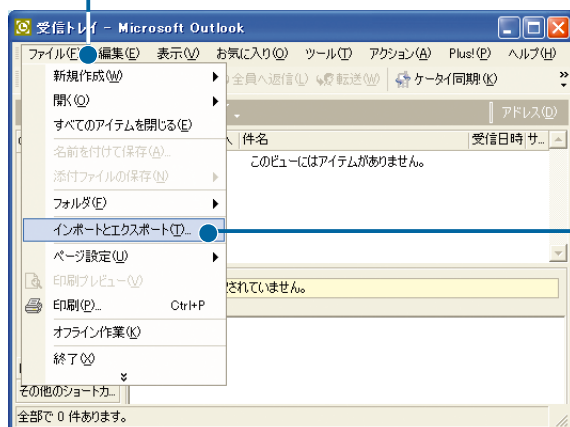 受信トレイ - Microsoft Outlook
ファイル(F) 編集(E) 表示(V) お気に入り(O) ツール(T) アクション(A) Plus!(P) ヘルプ(H)
全員へ返信(L) 転送(W) ケータイ同期!(K)
アドレス(D)
件名 受信日時 サ...
このビューにはアイテムがありません。
新規作成(W)
開く(O)
すべてのアイテムを閉じる(E)
名前を付けて保存(A)...
添付ファイルの保存(N)
フォルダ(F)
インポートとエクスポート(T)...
ページ設定(U)
印刷プレビュー(V)
されていません。
印刷(P)... Ctrl+P
オフライン作業(K)
終了(X)
その他のショートカ...
全部で 0 件あります。